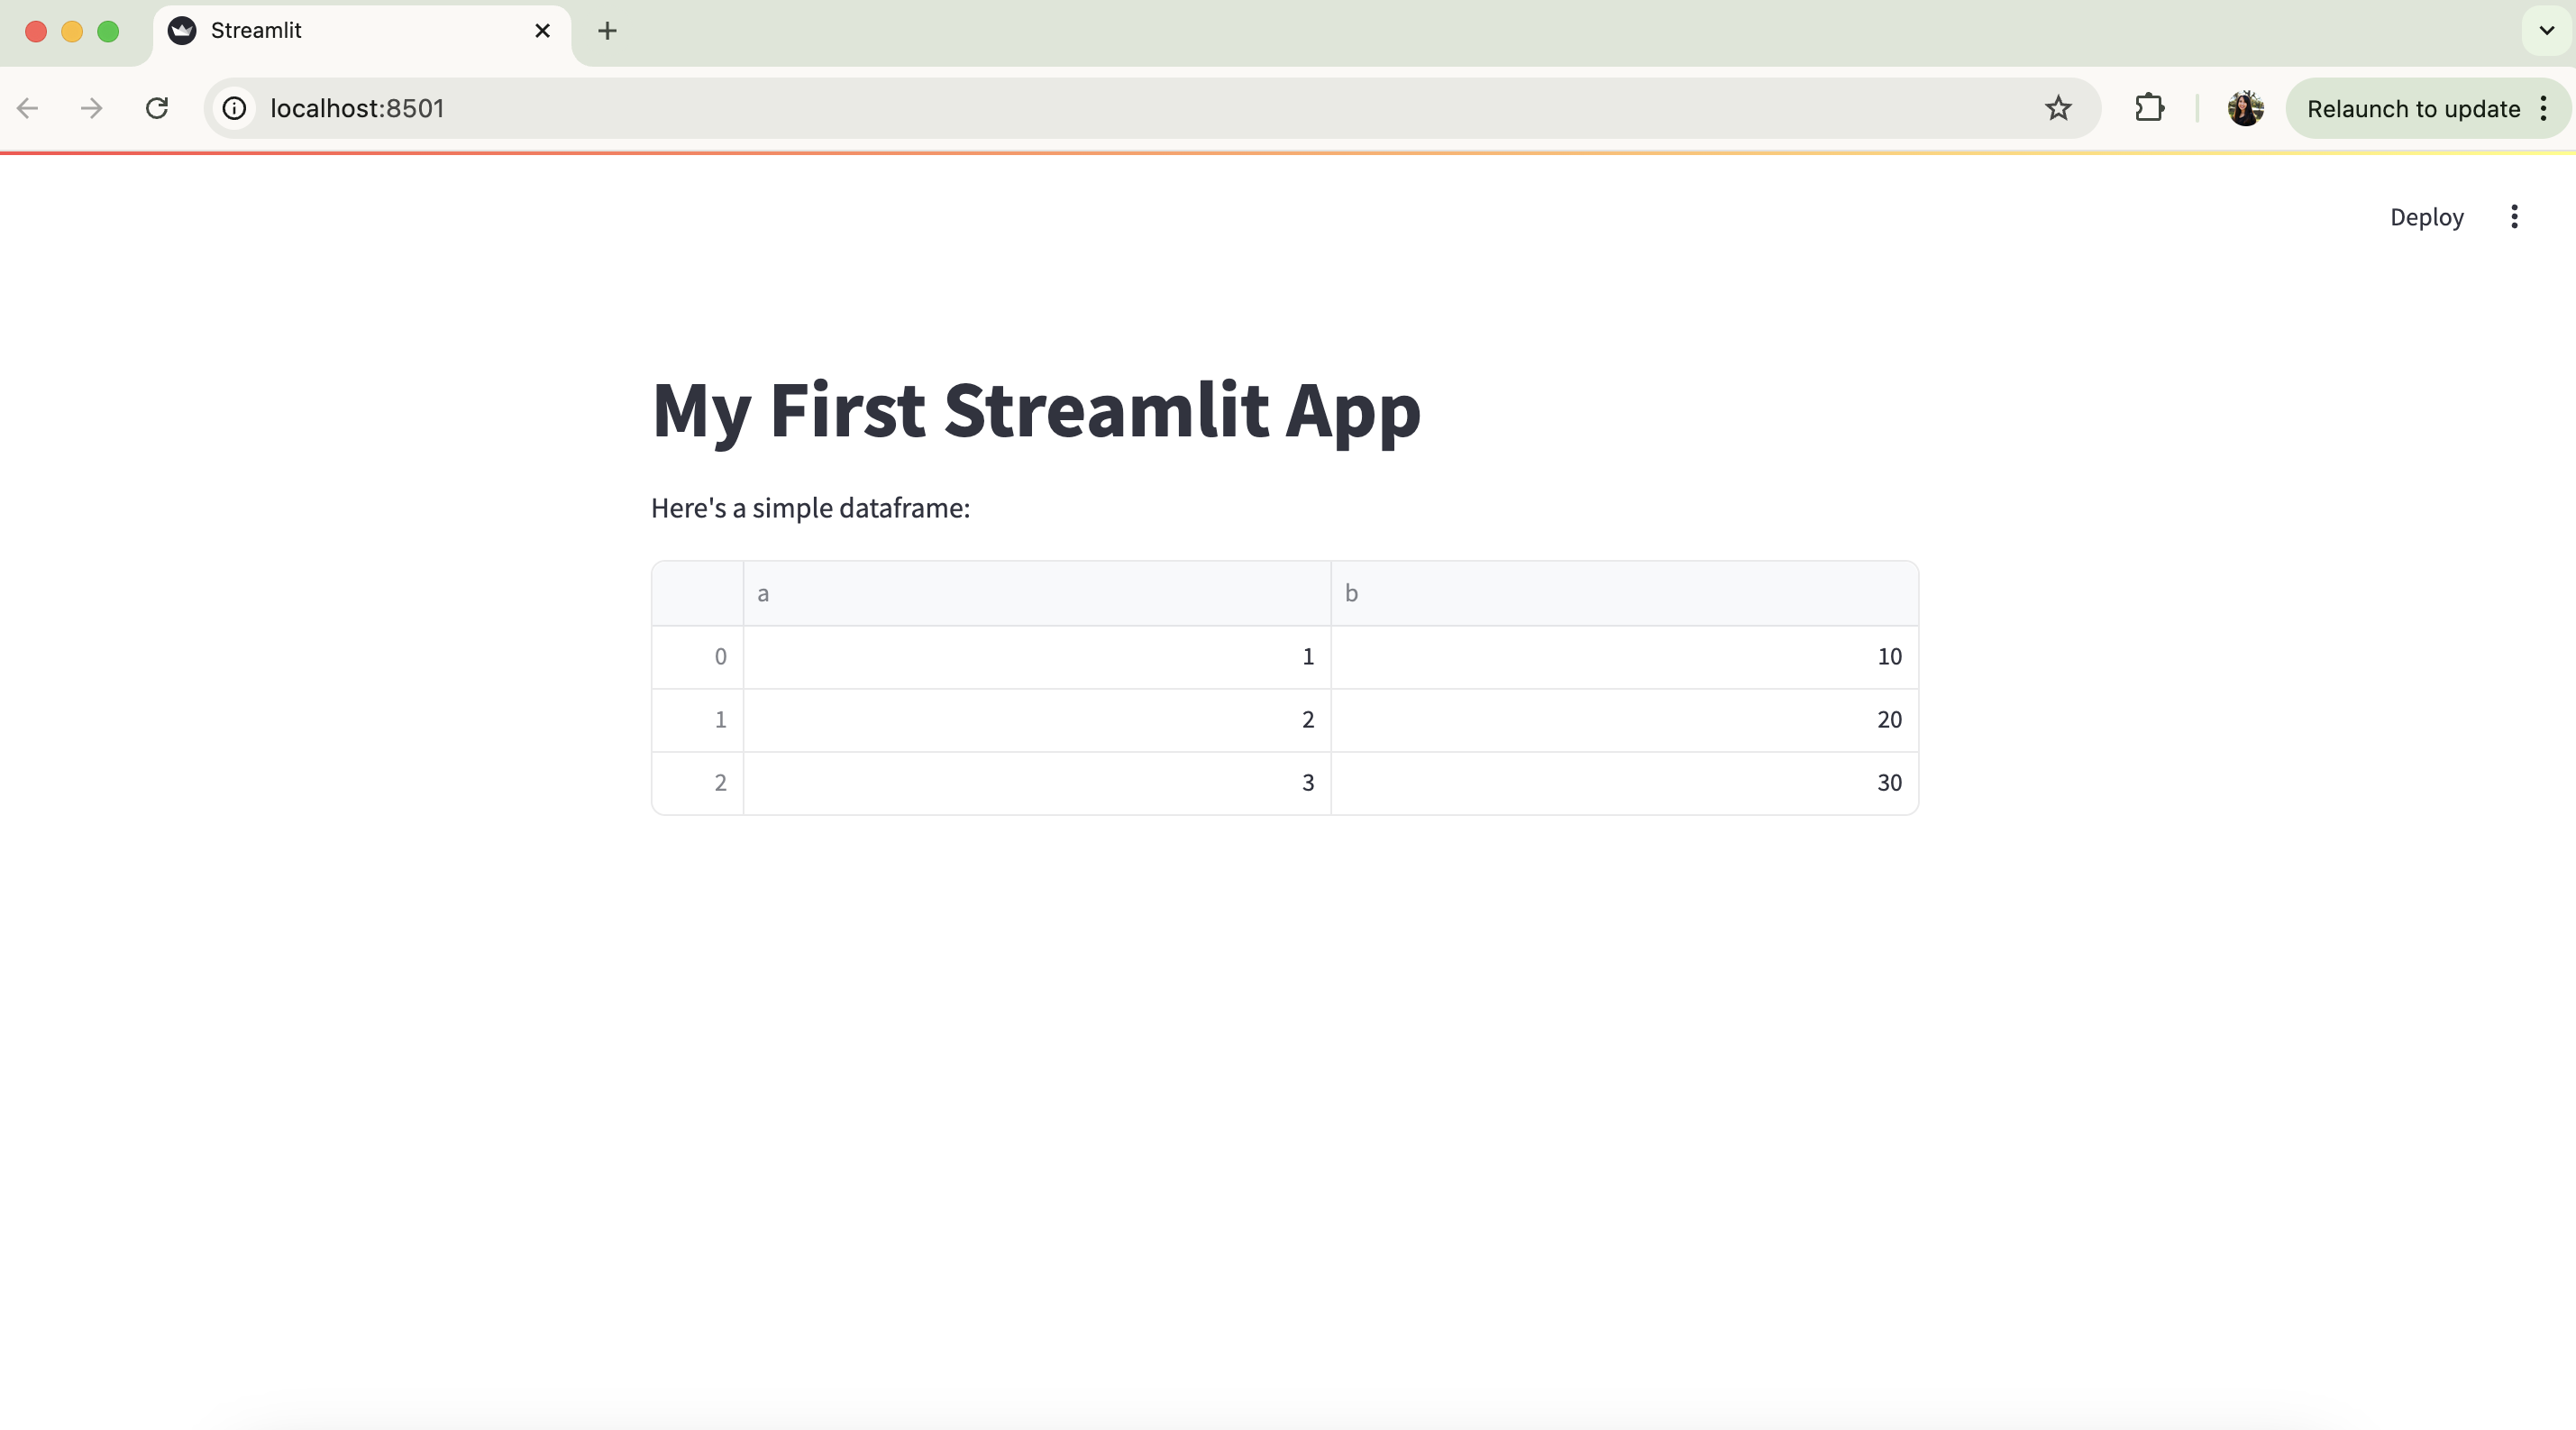 Streamlit
localhost:8501
Relaunch to update
Deploy
My First Streamlit App
Here's a simple dataframe:
a b
0 1 10
1 2 20
2 3 30